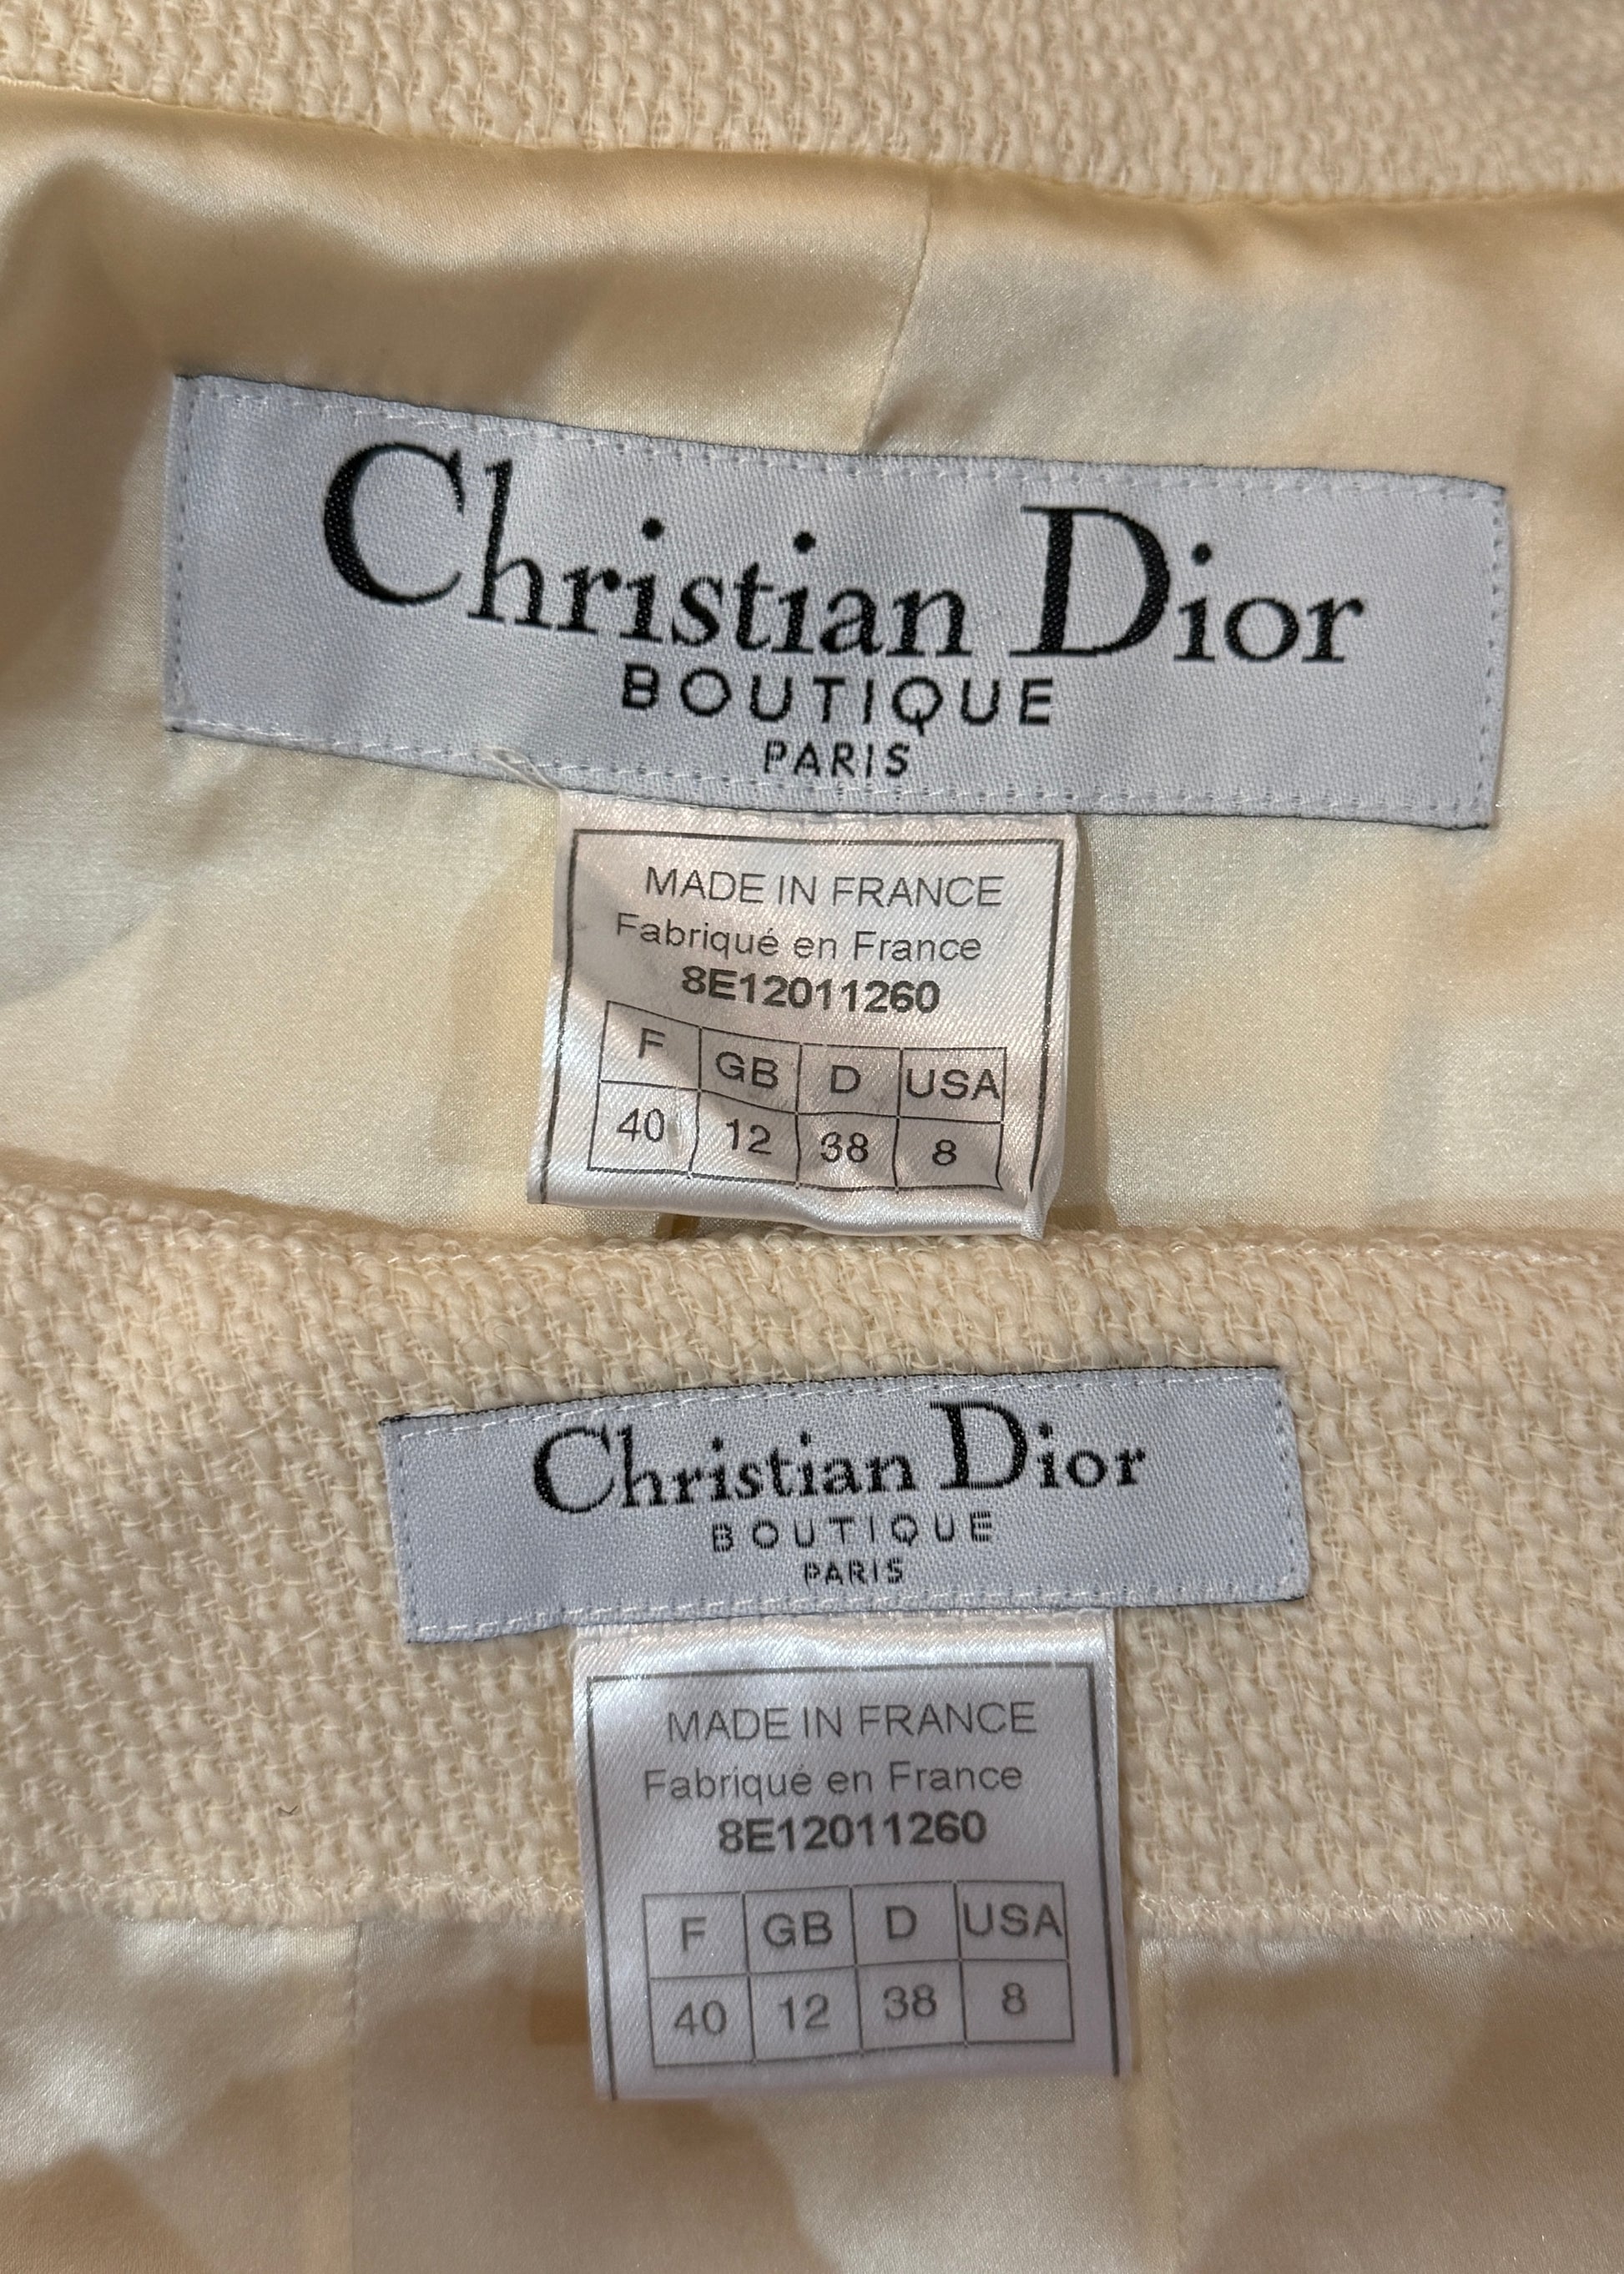 Christian Dior
BOUTIQUE
PARIS
MADE IN FRANCE
Fabriqué en France
8E12011260
F GB D USA
40 12 38 8
Christian Dior
BOUTIQUE
PARIS
MADE IN FRANCE
Fabriqué en France
8E12011260
F GB D USA
40 12 38 8